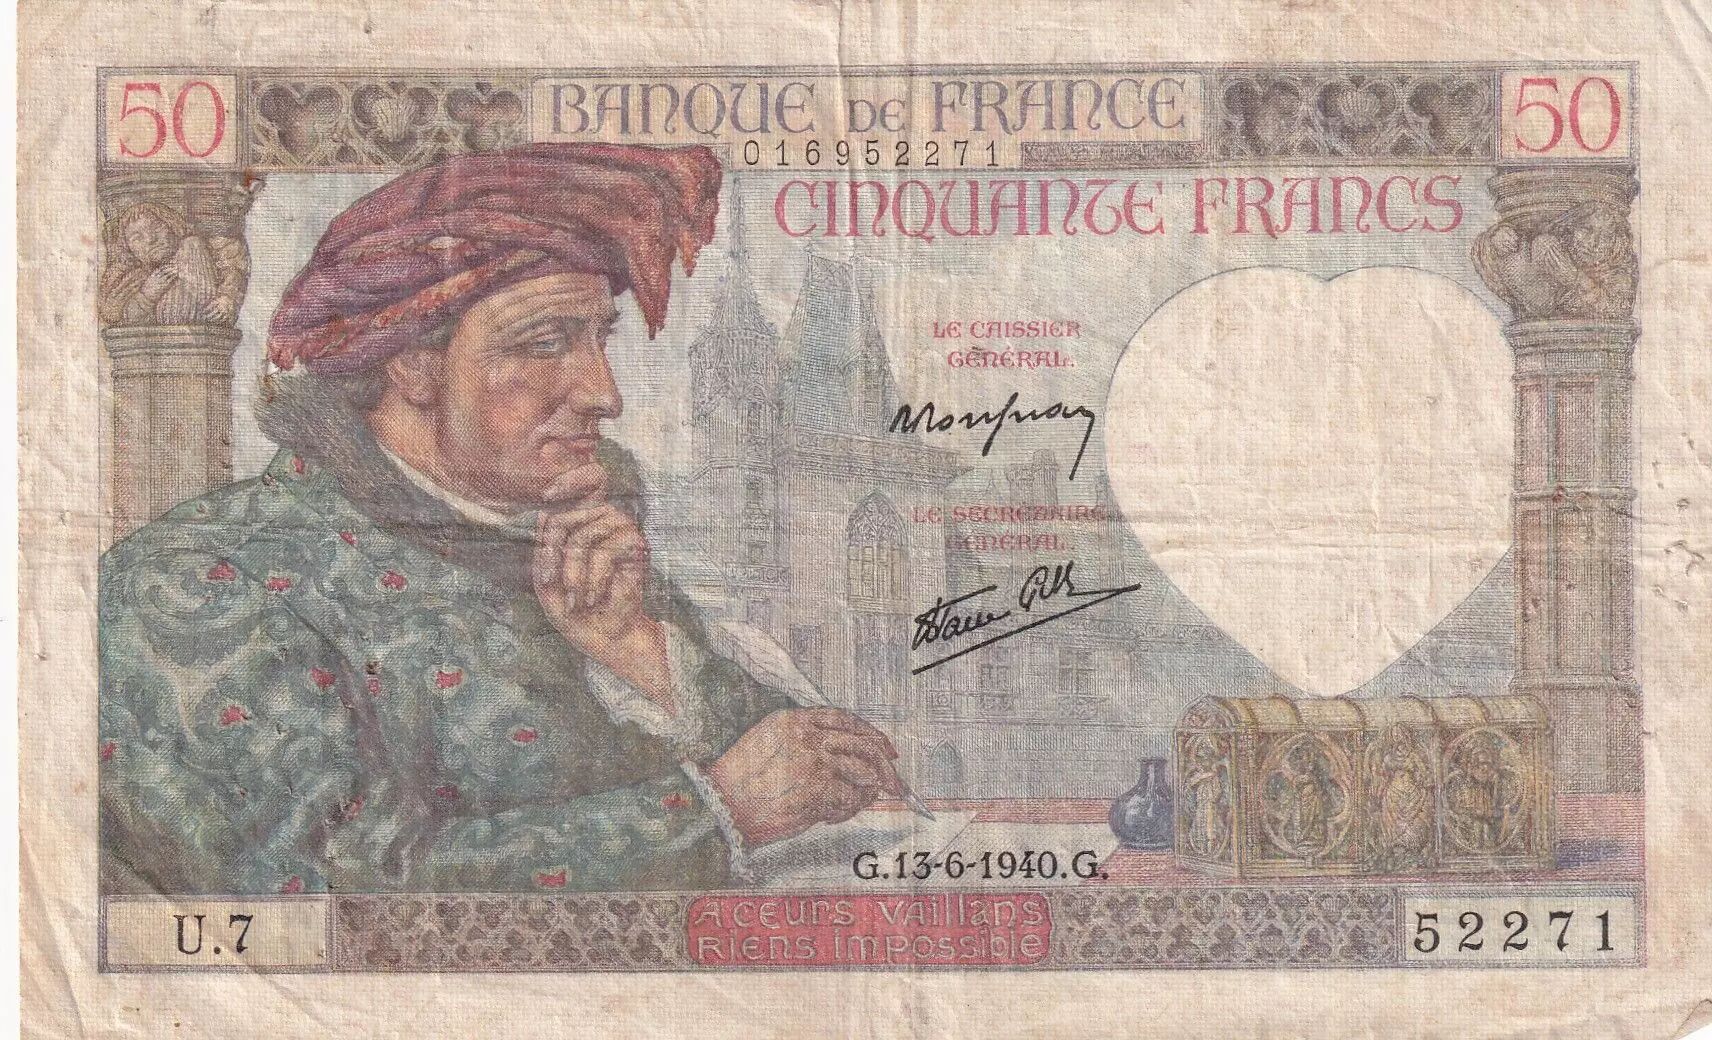 50
BANQUE DE FRANCE
50
016952271
CINQUANTE FRANCS
LE CAISSIER
GÉNÉRAL.
LE SECRÉTAIRE
GÉNÉRAL.
G.13-6-1940.G.
U.7
A CEURS VAILLANS
RIENS IMPOSSIBLE
52271